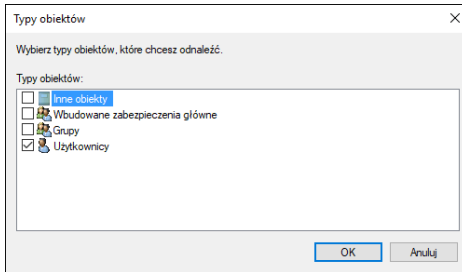 Typy obiektów
Wybierz typy obiektów, które chcesz odnaleźć.
Typy obiektów:
Inne obiekty
Wbudowane zabezpieczenia główne
Grupy
Użytkownicy
OK
Anuluj